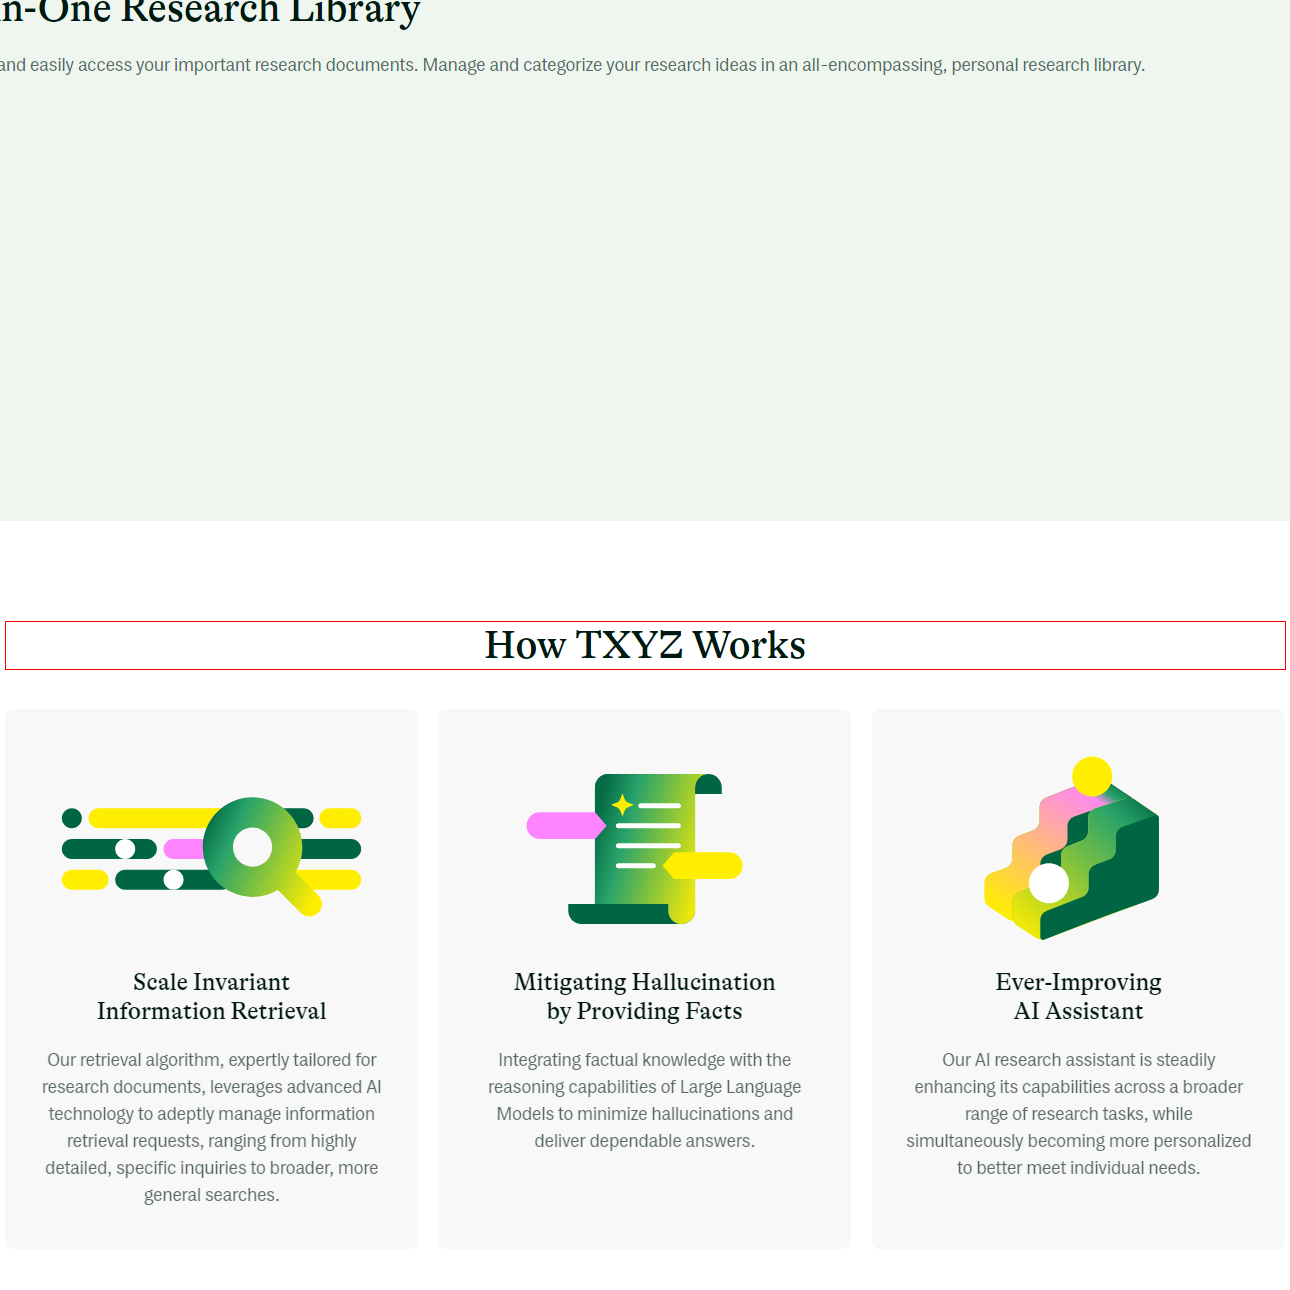 n-One Research Library
and easily access your important research documents. Manage and categorize your research ideas in an all-encompassing, personal research library.
How TXYZ Works
Scale Invariant
Information Retrieval
Our retrieval algorithm, expertly tailored for
research documents, leverages advanced AI
technology to adeptly manage information
retrieval requests, ranging from highly
detailed, specific inquiries to broader, more
general searches.
Mitigating Hallucination
by Providing Facts
Integrating factual knowledge with the
reasoning capabilities of Large Language
Models to minimize hallucinations and
deliver dependable answers.
Ever-Improving
AI Assistant
Our AI research assistant is steadily
enhancing its capabilities across a broader
range of research tasks, while
simultaneously becoming more personalized
to better meet individual needs.